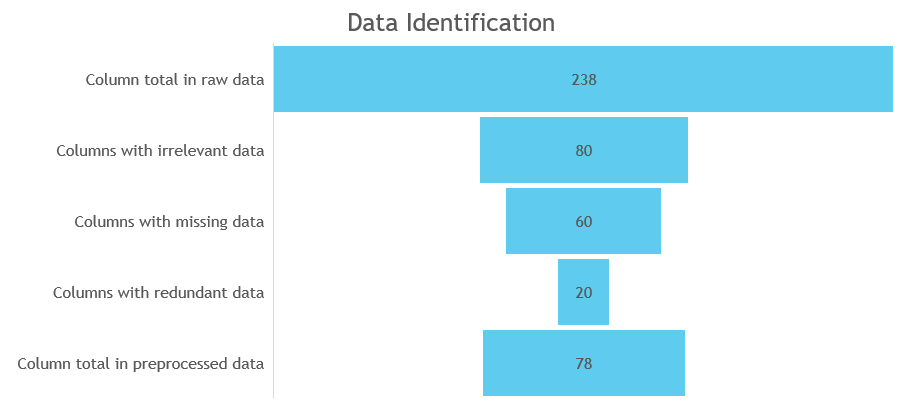 Data Identification
Column total in raw data
238
Columns with irrelevant data
80
Columns with missing data
60
Columns with redundant data
20
Column total in preprocessed data
78